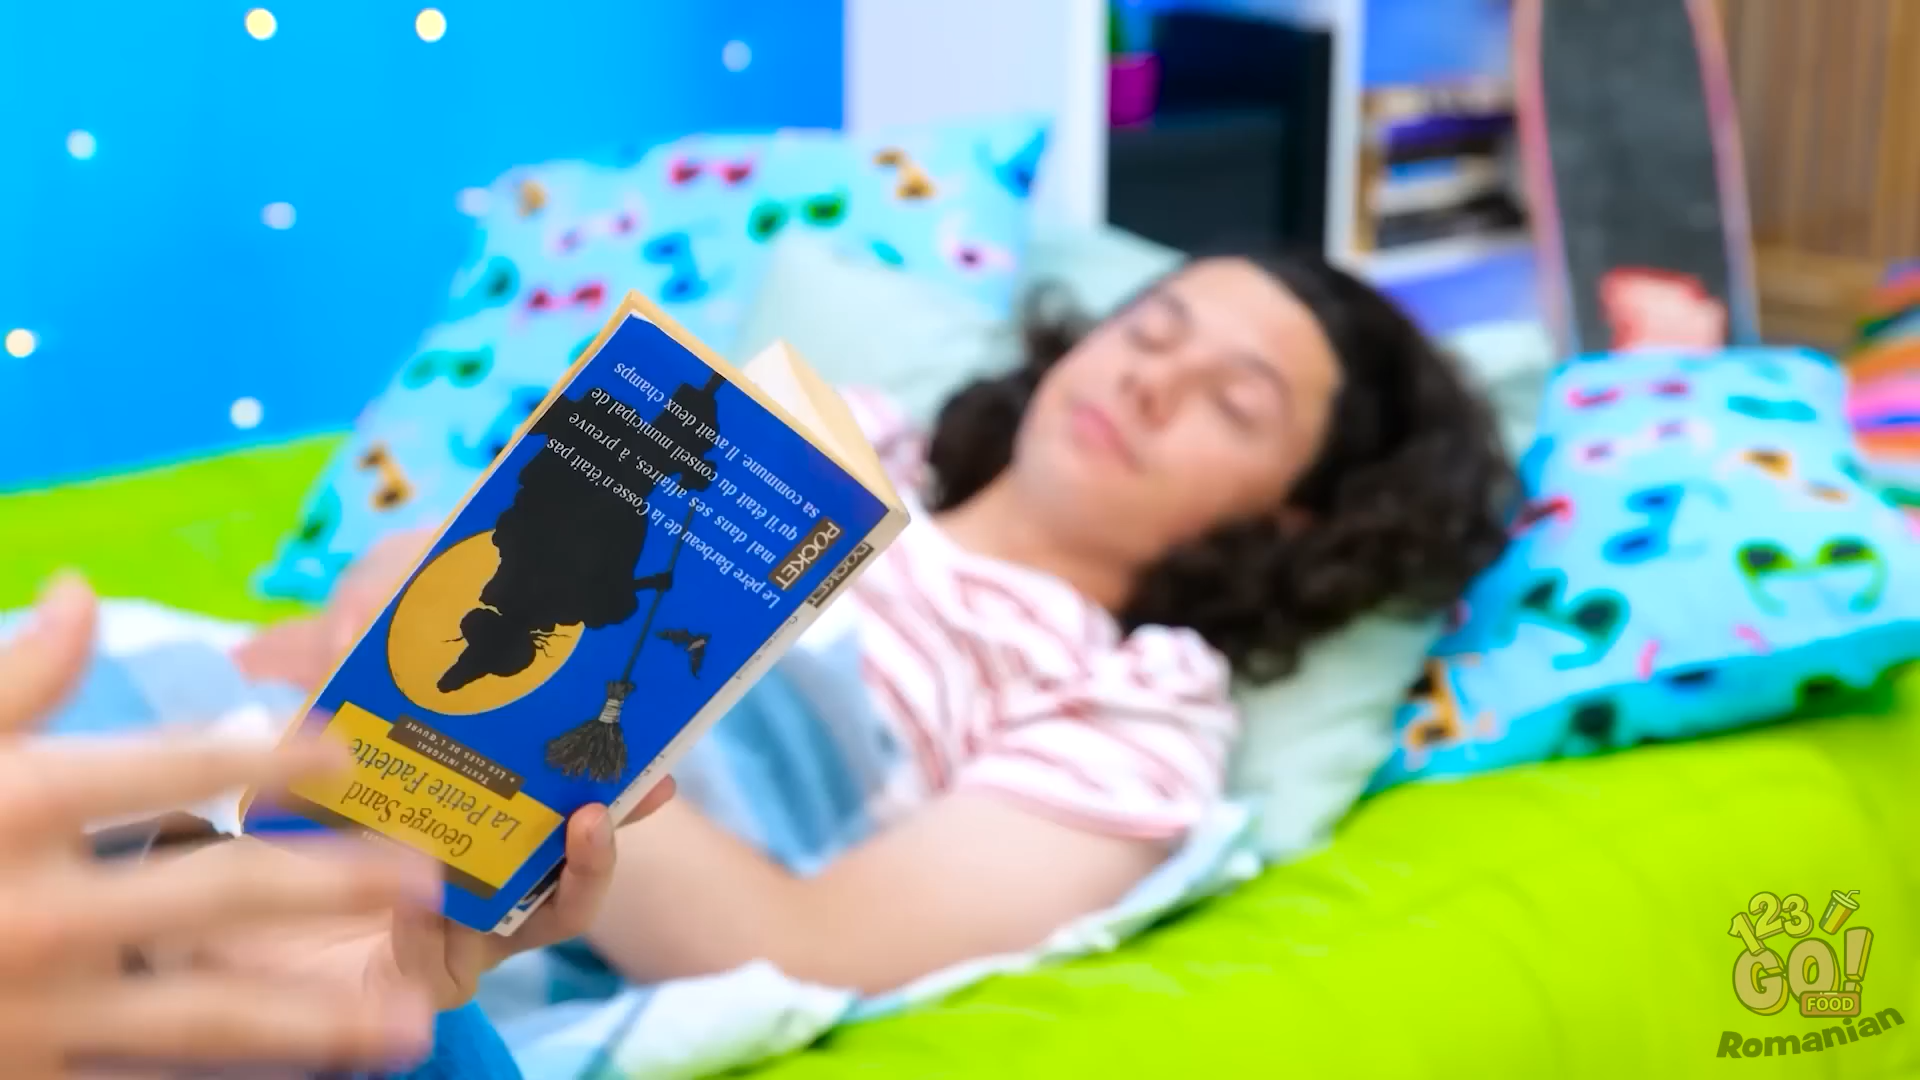 George Sand
La Petite Fadette
TEXTE INTÉGRAL
+ LES CLÉS DE L'ŒUVRE
Le père Barbeau de la Cosse n'était pas
mal dans ses affaires, à preuve
qu'il était du conseil municipal de
sa commune. Il avait deux champs
POCKET
POCKET
123
GO!
FOOD
Romanian